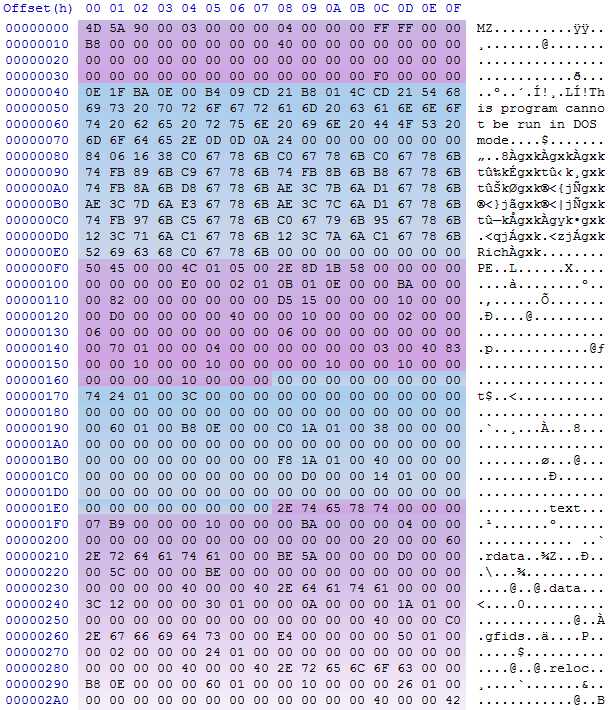 Offset(h) 00 01 02 03 04 05 06 07 08 09 0A 0B 0C 0D 0E 0F
00000000 4D 5A 90 00 03 00 00 00 04 00 00 00 FF FF 00 00 MZ..........ÿÿ..
00000010 B8 00 00 00 00 00 00 00 40 00 00 00 00 00 00 00 ¸.......@.......
00000020 00 00 00 00 00 00 00 00 00 00 00 00 00 00 00 00 ................
00000030 00 00 00 00 00 00 00 00 00 00 00 00 F0 00 00 00 ............ð...
00000040 0E 1F BA 0E 00 B4 09 CD 21 B8 01 4C CD 21 54 68 ..º..´.Í!¸.LÍ!Th
00000050 69 73 20 70 72 6F 67 72 61 6D 20 63 61 6E 6E 6F is program canno
00000060 74 20 62 65 20 72 75 6E 20 69 6E 20 44 4F 53 20 t be run in DOS
00000070 6D 6F 64 65 2E 0D 0D 0A 24 00 00 00 00 00 00 00 mode....$.......
00000080 84 06 16 38 C0 67 78 6B C0 67 78 6B C0 67 78 6B „..8ÀgxkÀgxkÀgxk
00000090 74 FB 89 6B C9 67 78 6B 74 FB 8B 6B B8 67 78 6B tû‰kÉgxktû‹k¸gxk
000000A0 74 FB 8A 6B D8 67 78 6B AE 3C 7B 6A D1 67 78 6B tûŠkØgxk®<{jÑgxk
000000B0 AE 3C 7D 6A E3 67 78 6B AE 3C 7C 6A D1 67 78 6B ®<}jãgxk®<|jÑgxk
000000C0 74 FB 97 6B C5 67 78 6B C0 67 79 6B 95 67 78 6B tû—kÅgxkÀgyk•gxk
000000D0 12 3C 71 6A C1 67 78 6B 12 3C 7A 6A C1 67 78 6B .<qjÁgxk.<zjÁgxk
000000E0 52 69 63 68 C0 67 78 6B 00 00 00 00 00 00 00 00 RichÀgxk........
000000F0 50 45 00 00 4C 01 05 00 2E 8D 1B 58 00 00 00 00 PE..L......X....
00000100 00 00 00 00 E0 00 02 01 0B 01 0E 00 00 BA 00 00 ....à........º..
00000110 00 82 00 00 00 00 00 00 D5 15 00 00 00 10 00 00 .‚......Õ.......
00000120 00 D0 00 00 00 00 40 00 00 10 00 00 00 02 00 00 .Ð....@.........
00000130 06 00 00 00 00 00 00 00 06 00 00 00 00 00 00 00 ................
00000140 00 70 01 00 00 04 00 00 00 00 00 00 03 00 40 83 .p............@ƒ
00000150 00 00 10 00 00 10 00 00 00 00 10 00 00 10 00 00 ................
00000160 00 00 00 00 10 00 00 00 00 00 00 00 00 00 00 00 ................
00000170 74 24 01 00 3C 00 00 00 00 00 00 00 00 00 00 00 t$..<...........
00000180 00 00 00 00 00 00 00 00 00 00 00 00 00 00 00 00 ................
00000190 00 60 01 00 B8 0E 00 00 C0 1A 01 00 38 00 00 00 .`..¸...À...8...
000001A0 00 00 00 00 00 00 00 00 00 00 00 00 00 00 00 00 ................
000001B0 00 00 00 00 00 00 00 00 F8 1A 01 00 40 00 00 00 ........ø...@...
000001C0 00 00 00 00 00 00 00 00 00 D0 00 00 14 01 00 00 .........Ð......
000001D0 00 00 00 00 00 00 00 00 00 00 00 00 00 00 00 00 ................
000001E0 00 00 00 00 00 00 00 00 2E 74 65 78 74 00 00 00 .........text...
000001F0 07 B9 00 00 00 10 00 00 00 BA 00 00 00 04 00 00 .¹.......º......
00000200 00 00 00 00 00 00 00 00 00 00 00 00 20 00 00 60 ............ ..`
00000210 2E 72 64 61 74 61 00 00 BE 5A 00 00 00 D0 00 00 .rdata..¾Z...Ð..
00000220 00 5C 00 00 00 BE 00 00 00 00 00 00 00 00 00 00 .\...¾..........
00000230 00 00 00 00 40 00 00 40 2E 64 61 74 61 00 00 00 ....@..@.data...
00000240 3C 12 00 00 00 30 01 00 00 0A 00 00 00 1A 01 00 <....0..........
00000250 00 00 00 00 00 00 00 00 00 00 00 00 40 00 00 C0 ............@..À
00000260 2E 67 66 69 64 73 00 00 E4 00 00 00 00 50 01 00 .gfids..ä....P..
00000270 00 02 00 00 00 24 01 00 00 00 00 00 00 00 00 00 .....$..........
00000280 00 00 00 00 40 00 00 40 2E 72 65 6C 6F 63 00 00 ....@..@.reloc..
00000290 B8 0E 00 00 00 60 01 00 00 10 00 00 00 26 01 00 ¸....`.......&..
000002A0 00 00 00 00 00 00 00 00 00 00 00 00 40 00 00 42 ............@..B